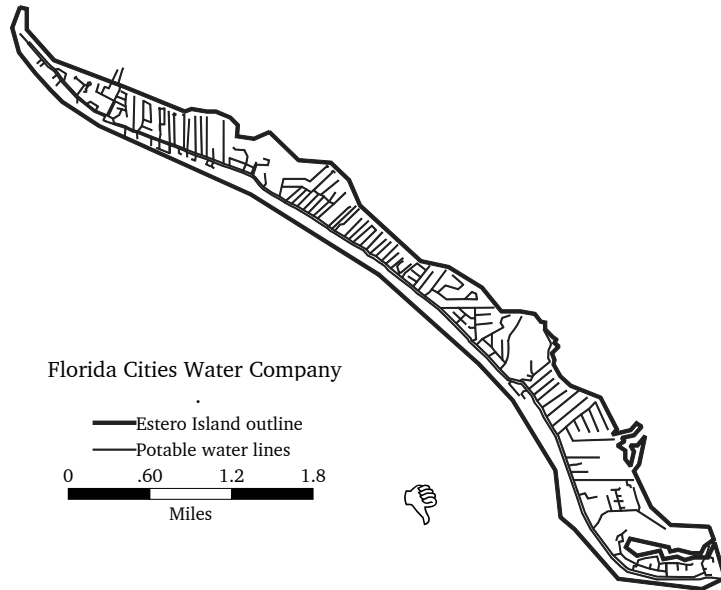 Florida Cities Water Company
.
Estero Island outline
Potable water lines
0 .60 1.2 1.8
Miles